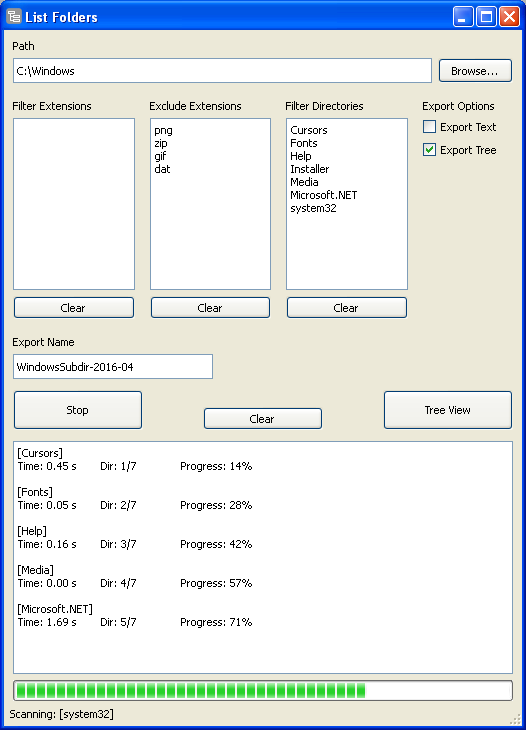 List Folders
Path
C:\Windows
Browse...
Filter Extensions
Exclude Extensions
Filter Directories
Export Options
png
zip
gif
dat
Cursors
Fonts
Help
Installer
Media
Microsoft.NET
system32
Export Text
Export Tree
Clear
Clear
Clear
Export Name
WindowsSubdir-2016-04
Stop
Clear
Tree View
[Cursors]
Time: 0.45 s Dir: 1/7 Progress: 14%
[Fonts]
Time: 0.05 s Dir: 2/7 Progress: 28%
[Help]
Time: 0.16 s Dir: 3/7 Progress: 42%
[Media]
Time: 0.00 s Dir: 4/7 Progress: 57%
[Microsoft.NET]
Time: 1.69 s Dir: 5/7 Progress: 71%
Scanning: [system32]